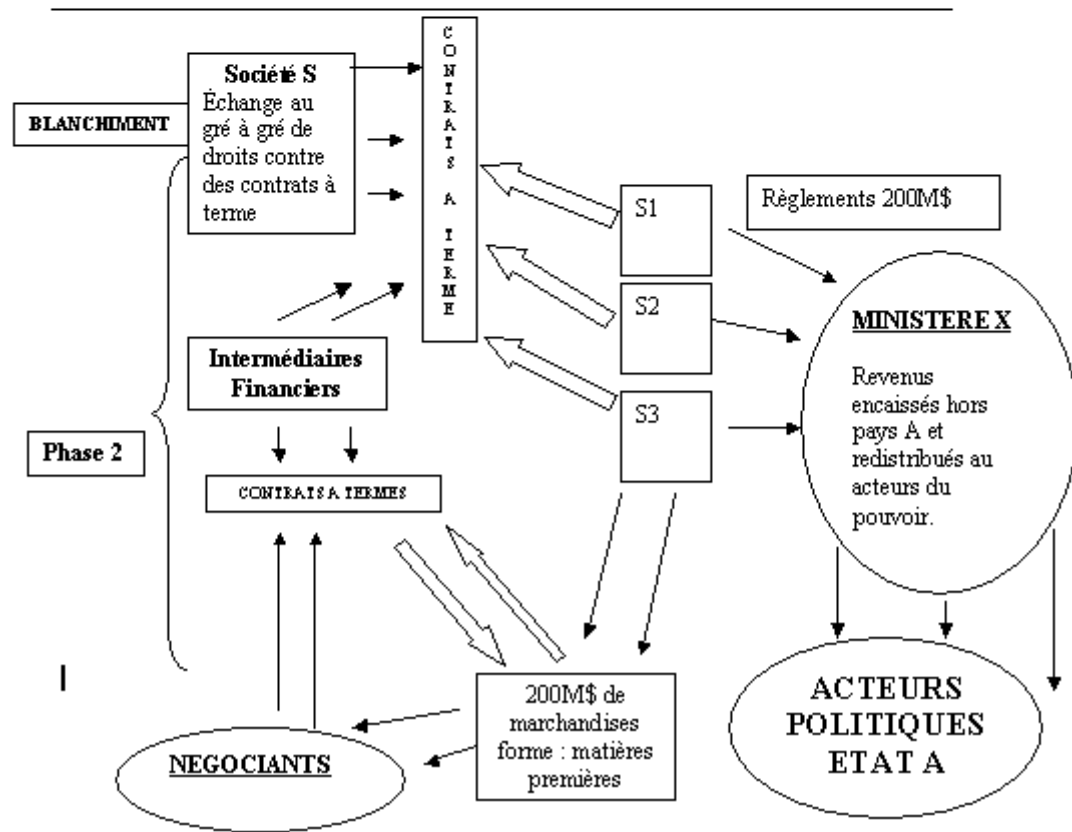 CONTRATS A TERME
Société S
Échange au
gré à gré de
droits contre
des contrats à
terme
BLANCHIMENT
S1
Règlements 200M$
S2
MINISTERE X
Revenus
encaissés hors
pays A et
redistribués au
acteurs du
pouvoir.
Intermédiaires
Financiers
S3
Phase 2
CONTRATS A TERMES
200M$ de
marchandises
forme : matières
premières
NEGOCIANTS
ACTEURS
POLITIQUES
ETAT A